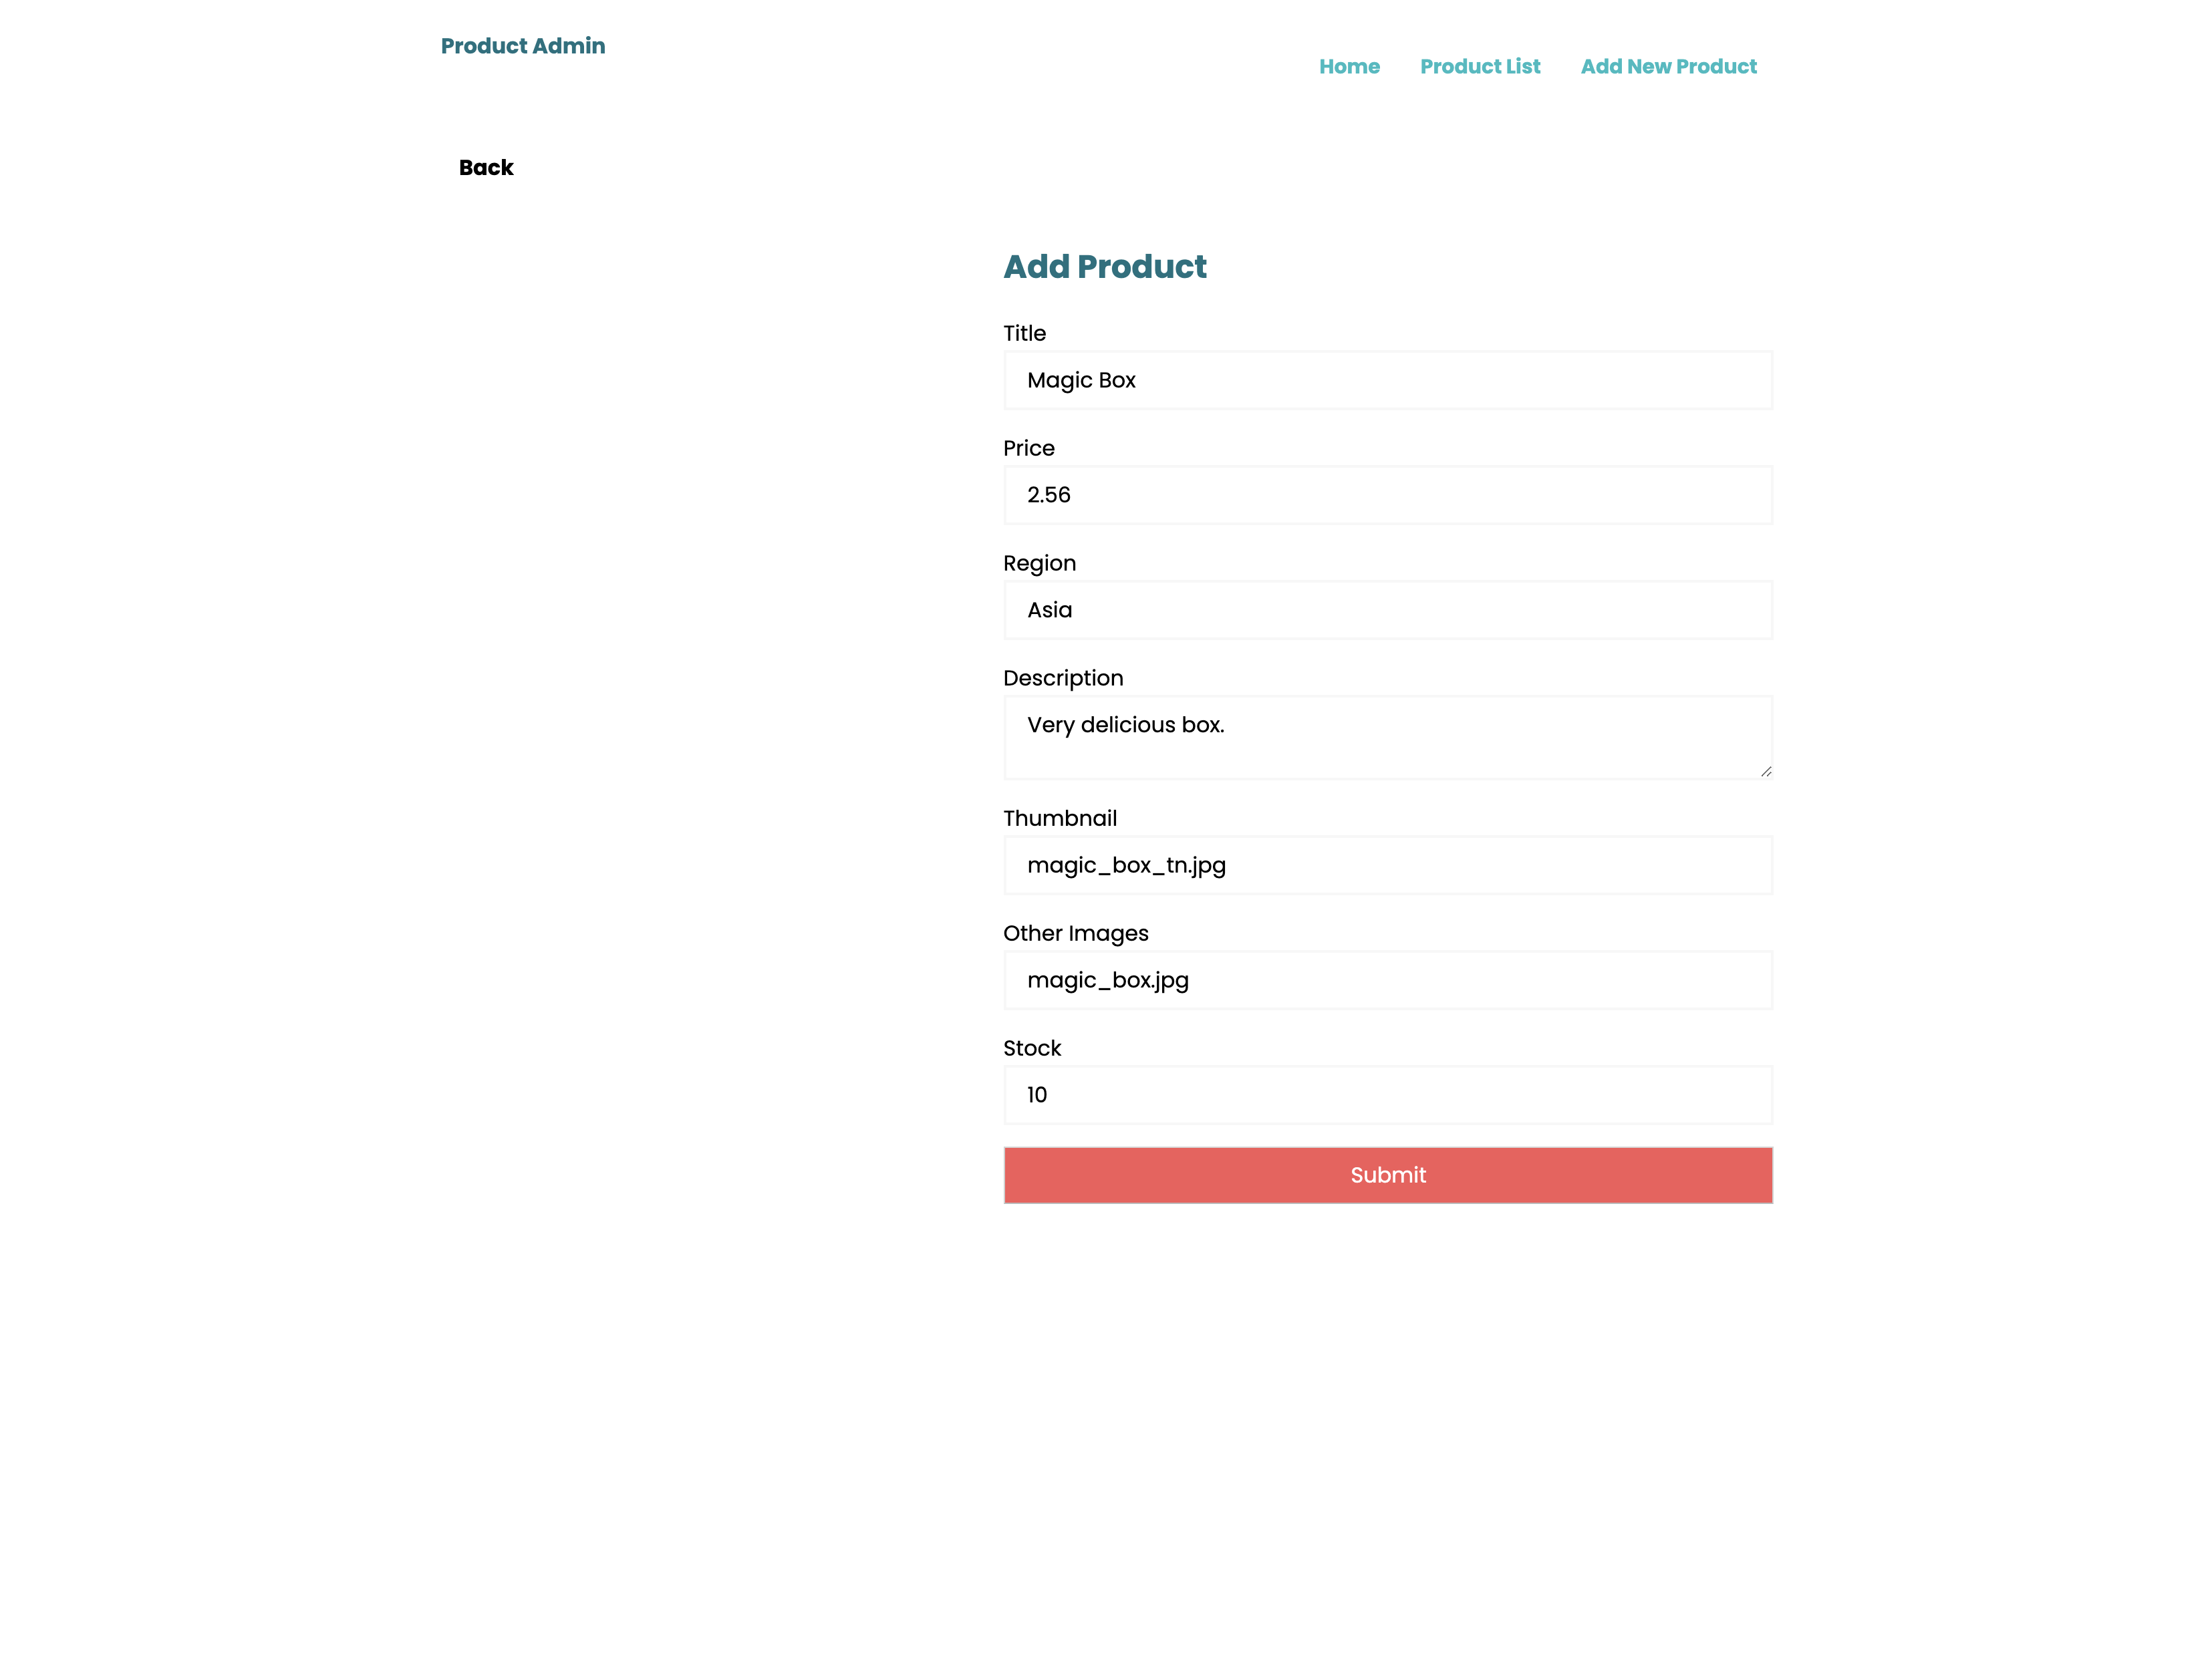 Product Admin
Home
Product List
Add New Product
Back
Add Product
Title
Magic Box
Price
2.56
Region
Asia
Description
Very delicious box.
Thumbnail
magic_box_tn.jpg
Other Images
magic_box.jpg
Stock
10
Submit